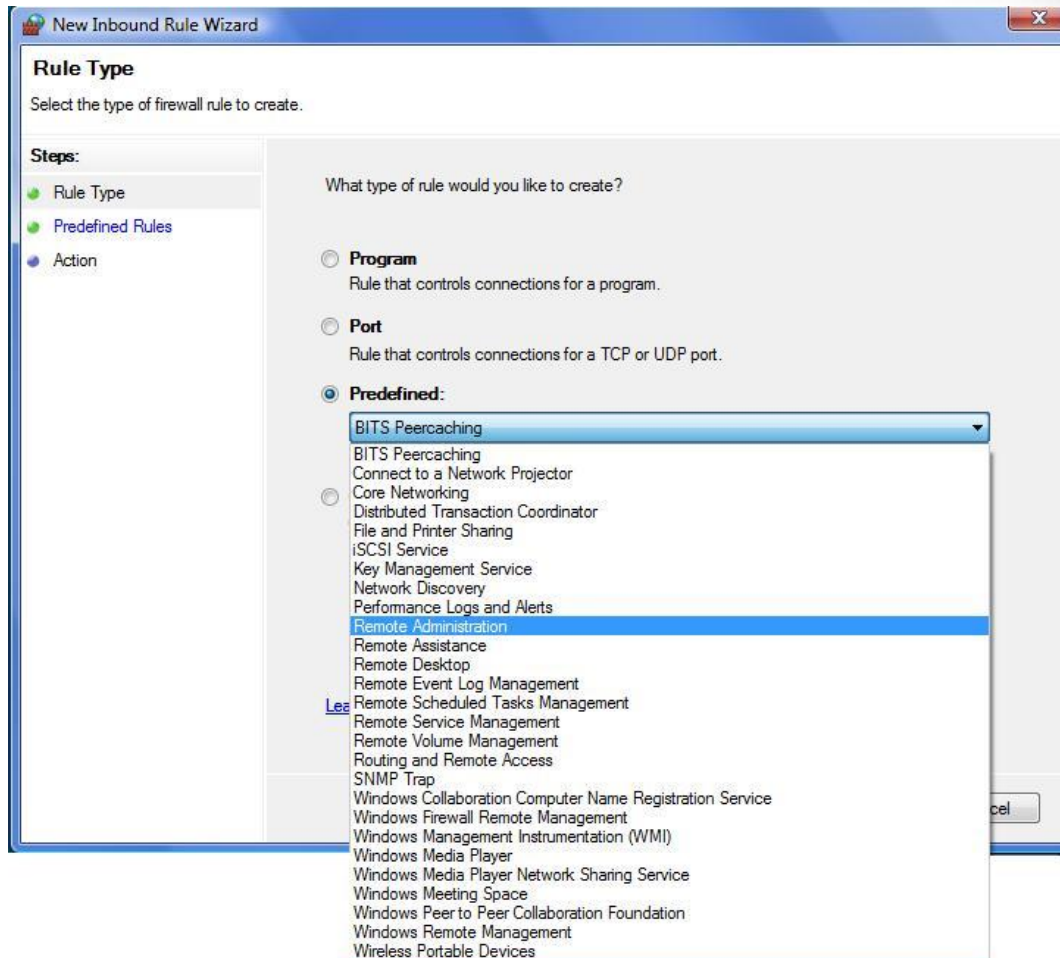 New Inbound Rule Wizard
Rule Type
Select the type of firewall rule to create.
Steps:
Rule Type
Predefined Rules
Action
What type of rule would you like to create?
Program
Rule that controls connections for a program.
Port
Rule that controls connections for a TCP or UDP port.
Predefined:
BITS Peercaching
BITS Peercaching
Connect to a Network Projector
Core Networking
Distributed Transaction Coordinator
File and Printer Sharing
iSCSI Service
Key Management Service
Network Discovery
Performance Logs and Alerts
Remote Administration
Remote Assistance
Remote Desktop
Remote Event Log Management
Lea
Remote Scheduled Tasks Management
Remote Service Management
Remote Volume Management
Routing and Remote Access
SNMP Trap
Windows Collaboration Computer Name Registration Service
Windows Firewall Remote Management
cel
Windows Management Instrumentation (WMI)
Windows Media Player
Windows Media Player Network Sharing Service
Windows Meeting Space
Windows Peer to Peer Collaboration Foundation
Windows Remote Management
Wireless Portable Devices